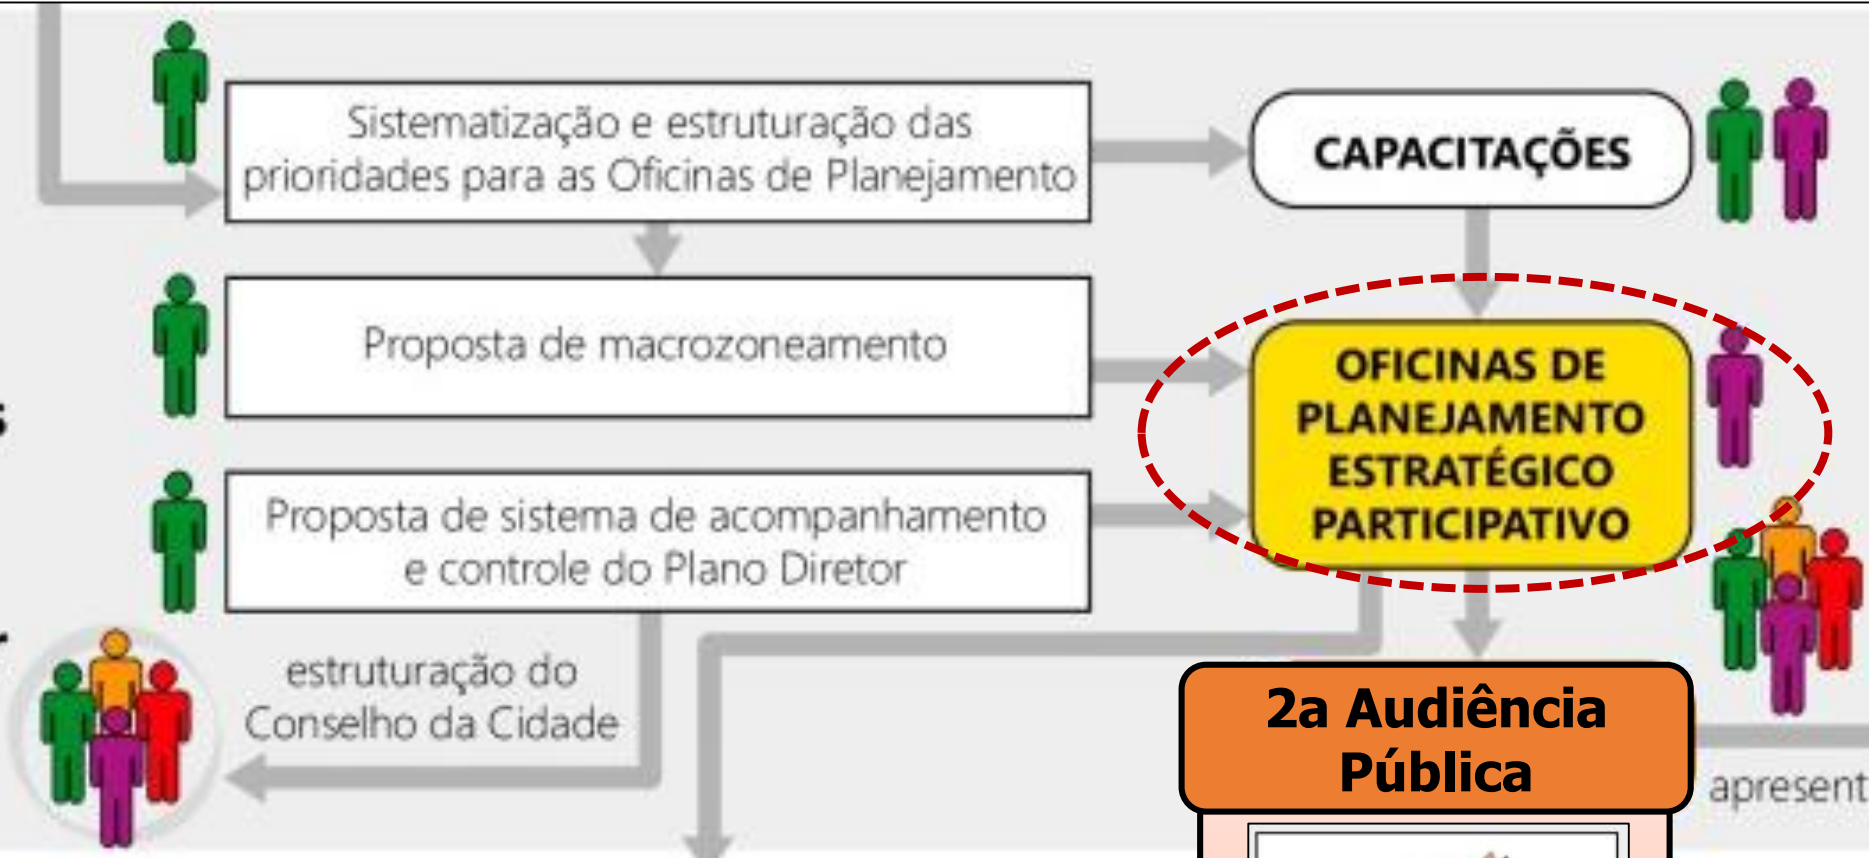 Sistematização e estruturação das
prioridades para as Oficinas de Planejamento
CAPACITAÇÕES
Proposta de macrozoneamento
OFICINAS DE
PLANEJAMENTO
ESTRATÉGICO
PARTICIPATIVO
Proposta de sistema de acompanhamento
e controle do Plano Diretor
estruturação do
Conselho da Cidade
2a Audiência
Pública
apresent